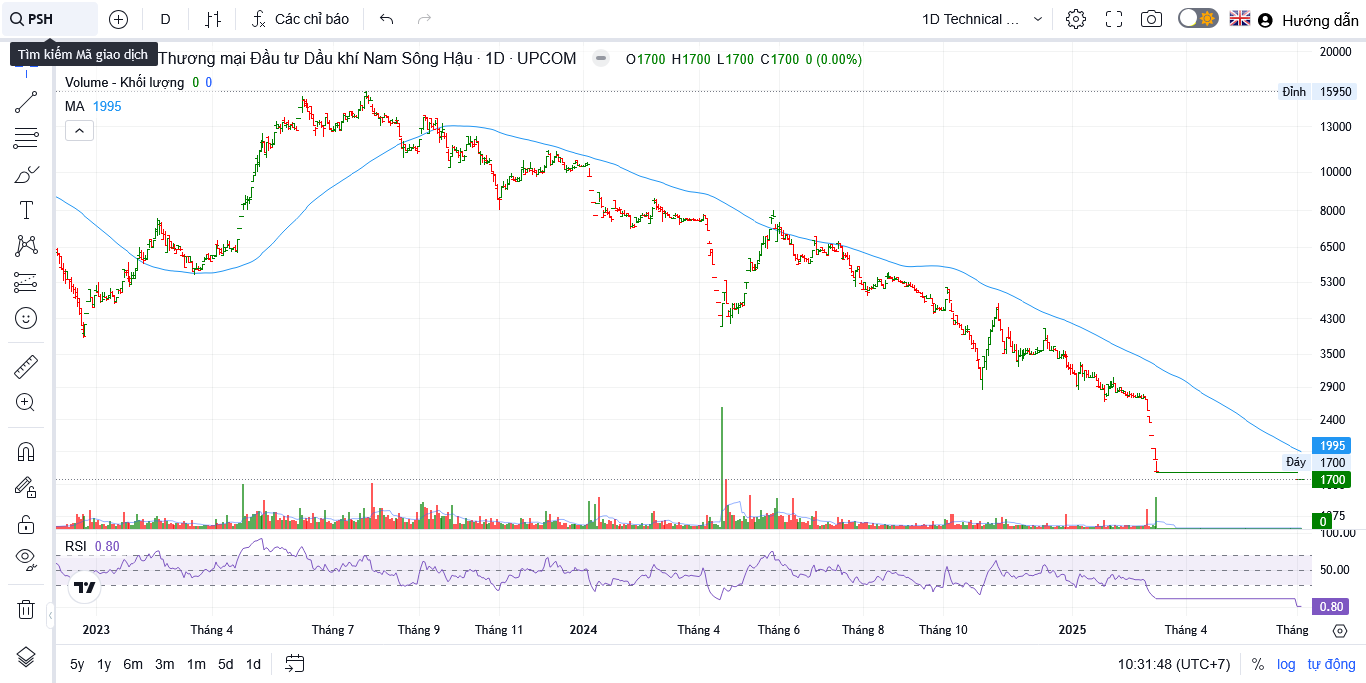 PSH
D
Các chỉ báo
1D Technical ...
Hướng dẫn
Tìm kiếm Mã giao dịch
Thương mại Đầu tư Dầu khí Nam Sông Hậu · 1D · UPCOM
O1700 H1700 L1700 C1700 0 (0.00%)
Volume - Khối lượng 0 0
MA 1995
20000
Đỉnh 15950
13000
10000
8000
6500
5300
4300
3500
2900
2400
1995
Đáy 1700
1700
0
100.00
RSI 0.80
50.00
0.80
2023
Tháng 4
Tháng 7
Tháng 9
Tháng 11
2024
Tháng 4
Tháng 6
Tháng 8
Tháng 10
2025
Tháng 4
Tháng
5y 1y 6m 3m 1m 5d 1d
10:31:48 (UTC+7)
% log tự động